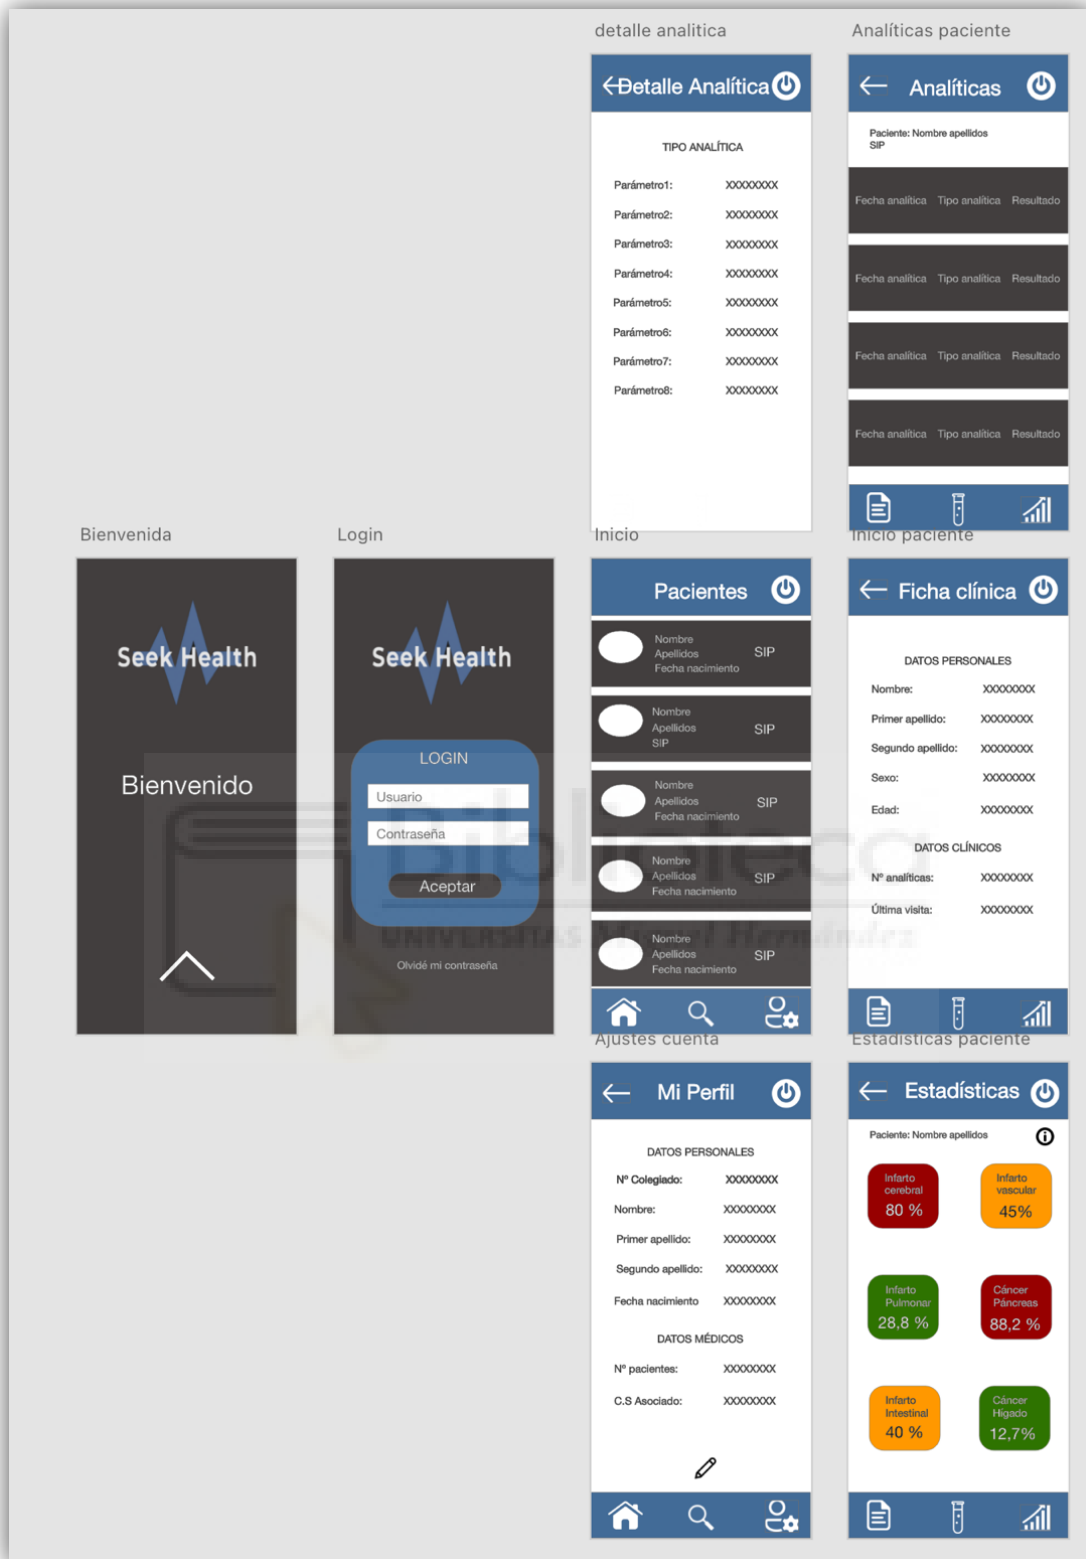 detalle analitica
Detalle Analítica
TIPO ANALÍTICA
Parámetro1: XXXXXXXX
Parámetro2: XXXXXXXX
Parámetro3: XXXXXXXX
Parámetro4: XXXXXXXX
Parámetro5: XXXXXXXX
Parámetro6: XXXXXXXX
Parámetro7: XXXXXXXX
Parámetro8: XXXXXXXX
Analíticas paciente
Analíticas
Paciente: Nombre apellidos
SIP
Fecha analítica Tipo analítica Resultado
Fecha analítica Tipo analítica Resultado
Fecha analítica Tipo analítica Resultado
Fecha analítica Tipo analítica Resultado
Bienvenida
Seek Health
Bienvenido
Login
Seek Health
LOGIN
Usuario
Contraseña
Aceptar
Olvidé mi contraseña
Inicio
Pacientes
Nombre
Apellidos
Fecha nacimiento
SIP
Nombre
Apellidos
SIP
SIP
Nombre
Apellidos
Fecha nacimiento
SIP
Nombre
Apellidos
Fecha nacimiento
SIP
Nombre
Apellidos
Fecha nacimiento
SIP
Inicio paciente
Ficha clínica
DATOS PERSONALES
Nombre: XXXXXXXX
Primer apellido: XXXXXXXX
Segundo apellido: XXXXXXXX
Sexo: XXXXXXXX
Edad: XXXXXXXX
DATOS CLÍNICOS
Nº analíticas: XXXXXXXX
Última visita: XXXXXXXX
Biblioteca
UNIVERSITAS Miguel Hernández
Ajustes cuenta
Mi Perfil
DATOS PERSONALES
Nº Colegiado: XXXXXXXX
Nombre: XXXXXXXX
Primer apellido: XXXXXXXX
Segundo apellido: XXXXXXXX
Fecha nacimiento XXXXXXXX
DATOS MÉDICOS
Nº pacientes: XXXXXXXX
C.S Asociado: XXXXXXXX
Estadísticas paciente
Estadísticas
Paciente: Nombre apellidos
Infarto
cerebral
80 %
Infarto
vascular
45%
Infarto
Pulmonar
28,8 %
Cáncer
Páncreas
88,2 %
Infarto
Intestinal
40 %
Cáncer
Hígado
12,7%